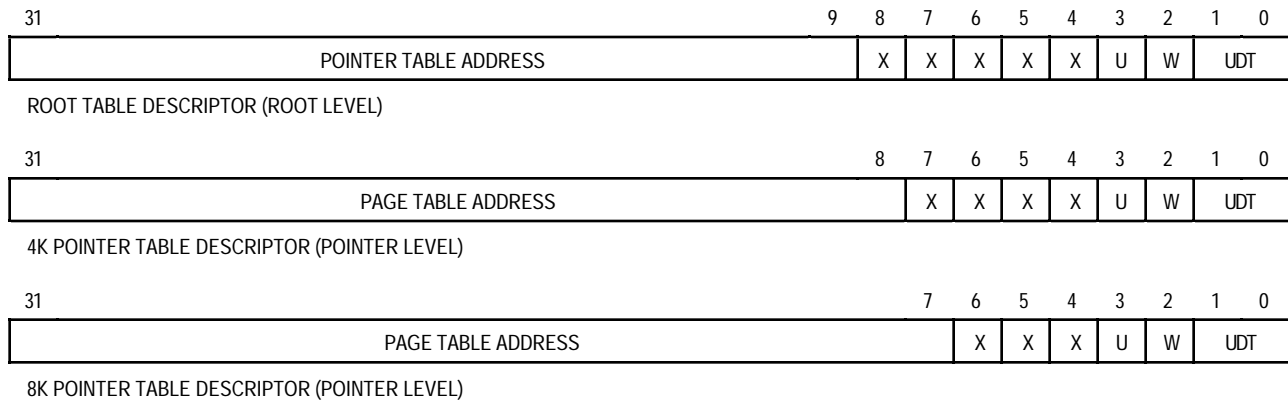 31 9 8 7 6 5 4 3 2 1 0
POINTER TABLE ADDRESS X X X X X U W UDT
ROOT TABLE DESCRIPTOR (ROOT LEVEL)
31 8 7 6 5 4 3 2 1 0
PAGE TABLE ADDRESS X X X X U W UDT
4K POINTER TABLE DESCRIPTOR (POINTER LEVEL)
31 7 6 5 4 3 2 1 0
PAGE TABLE ADDRESS X X X U W UDT
8K POINTER TABLE DESCRIPTOR (POINTER LEVEL)